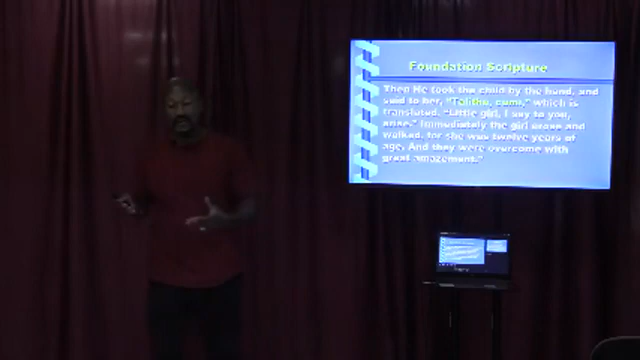 Foundation Scripture
Then He took the child by the hand, and
said to her, "Talitha, cumi," which is
translated, "Little girl, I say to you,
arise." Immediately the girl arose and
walked, for she was twelve years of
age. And they were overcome with
great amazement."